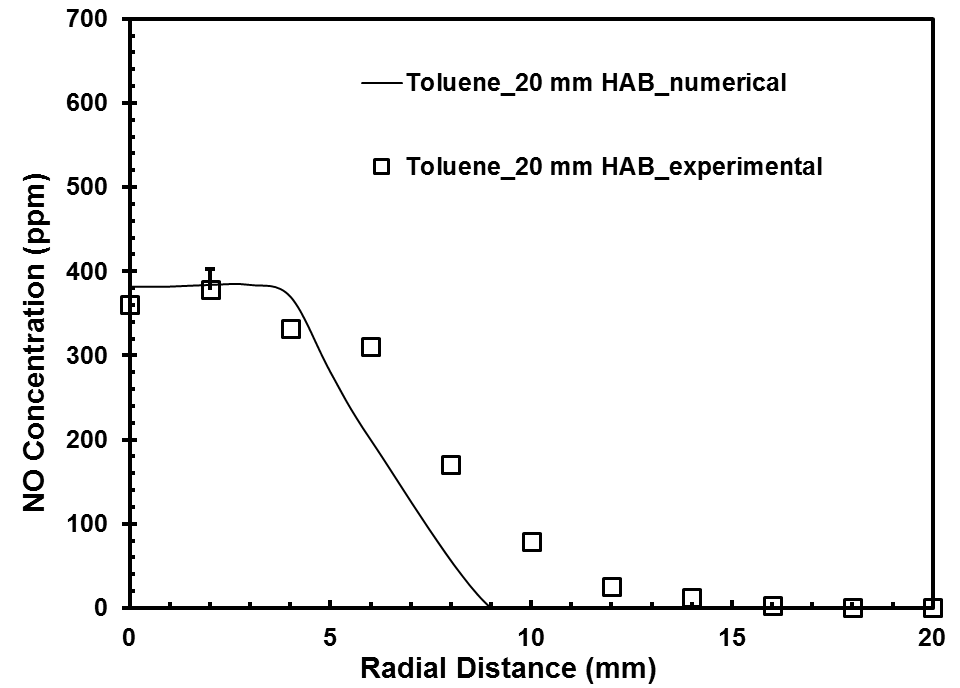 700
600
500
400
300
200
100
0
NO Concentration (ppm)
Toluene_20 mm HAB_numerical
Toluene_20 mm HAB_experimental
0 5 10 15 20
Radial Distance (mm)